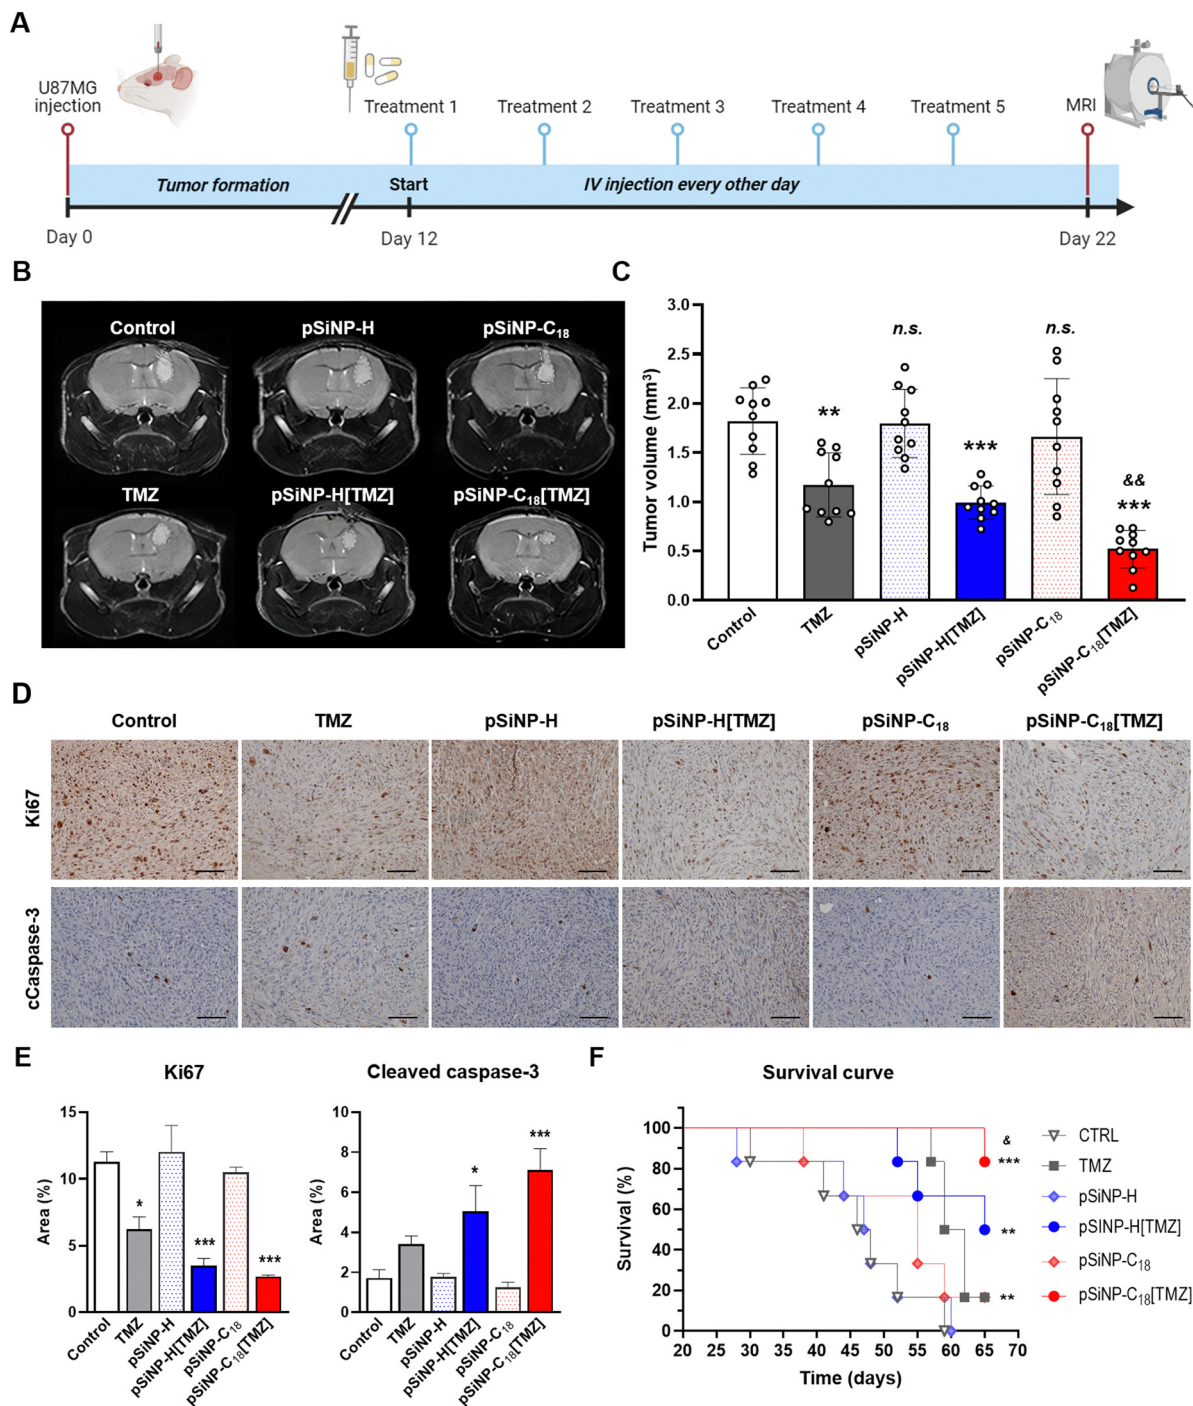 A
U87MG
injection
Treatment 1
Treatment 2
Treatment 3
Treatment 4
Treatment 5
MRI
Tumor formation
Start
IV injection every other day
Day 0
Day 12
Day 22
B
Control
pSiNP-H
pSiNP-C₁₈
TMZ
pSiNP-H[TMZ]
pSiNP-C₁₈[TMZ]
C
Tumor volume (mm³)
3.0
2.5
2.0
1.5
1.0
0.5
0.0
**
n.s.
***
n.s.
&&
***
Control
TMZ
pSiNP-H
pSiNP-H[TMZ]
pSiNP-C₁₈
pSiNP-C₁₈[TMZ]
D
Control
TMZ
pSiNP-H
pSiNP-H[TMZ]
pSiNP-C₁₈
pSiNP-C₁₈[TMZ]
Ki67
cCaspase-3
E
Ki67
Area (%)
15
10
5
0
*
***
***
Control
TMZ
pSiNP-H
pSiNP-H[TMZ]
pSiNP-C₁₈
pSiNP-C₁₈[TMZ]
Cleaved caspase-3
Area (%)
10
8
6
4
2
0
*
***
Control
TMZ
pSiNP-H
pSiNP-H[TMZ]
pSiNP-C₁₈
pSiNP-C₁₈[TMZ]
F
Survival curve
Survival (%)
100
80
60
40
20
0
20 25 30 35 40 45 50 55 60 65 70
Time (days)
&
***
**
**
CTRL
TMZ
pSiNP-H
pSINP-H[TMZ]
pSiNP-C₁₈
pSiNP-C₁₈[TMZ]